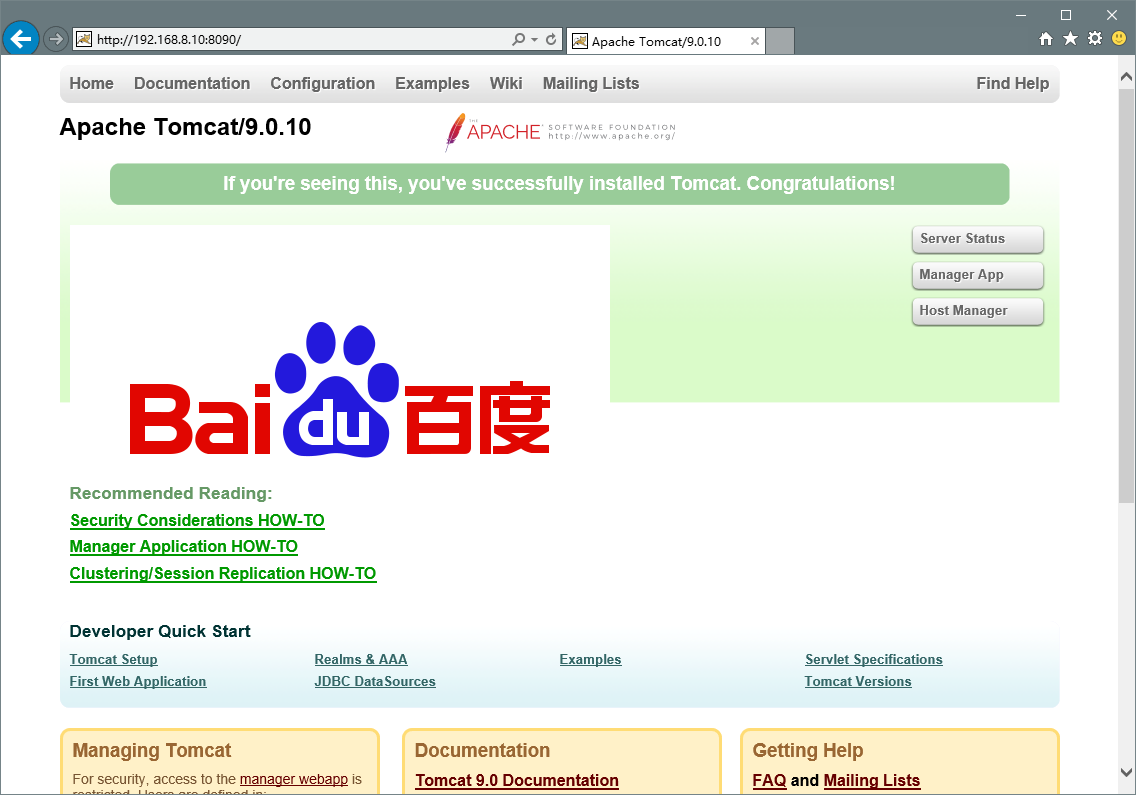 http://192.168.8.10:8090/
Apache Tomcat/9.0.10
Home Documentation Configuration Examples Wiki Mailing Lists Find Help
Apache Tomcat/9.0.10
THE APACHE SOFTWARE FOUNDATION
http://www.apache.org/
If you're seeing this, you've successfully installed Tomcat. Congratulations!
Server Status
Manager App
Host Manager
Bai du 百度
Recommended Reading:
Security Considerations HOW-TO
Manager Application HOW-TO
Clustering/Session Replication HOW-TO
Developer Quick Start
Tomcat Setup Realms & AAA Examples Servlet Specifications
First Web Application JDBC DataSources Tomcat Versions
Managing Tomcat
For security, access to the manager webapp is
restricted. Users are defined in:
Documentation
Tomcat 9.0 Documentation
Getting Help
FAQ and Mailing Lists